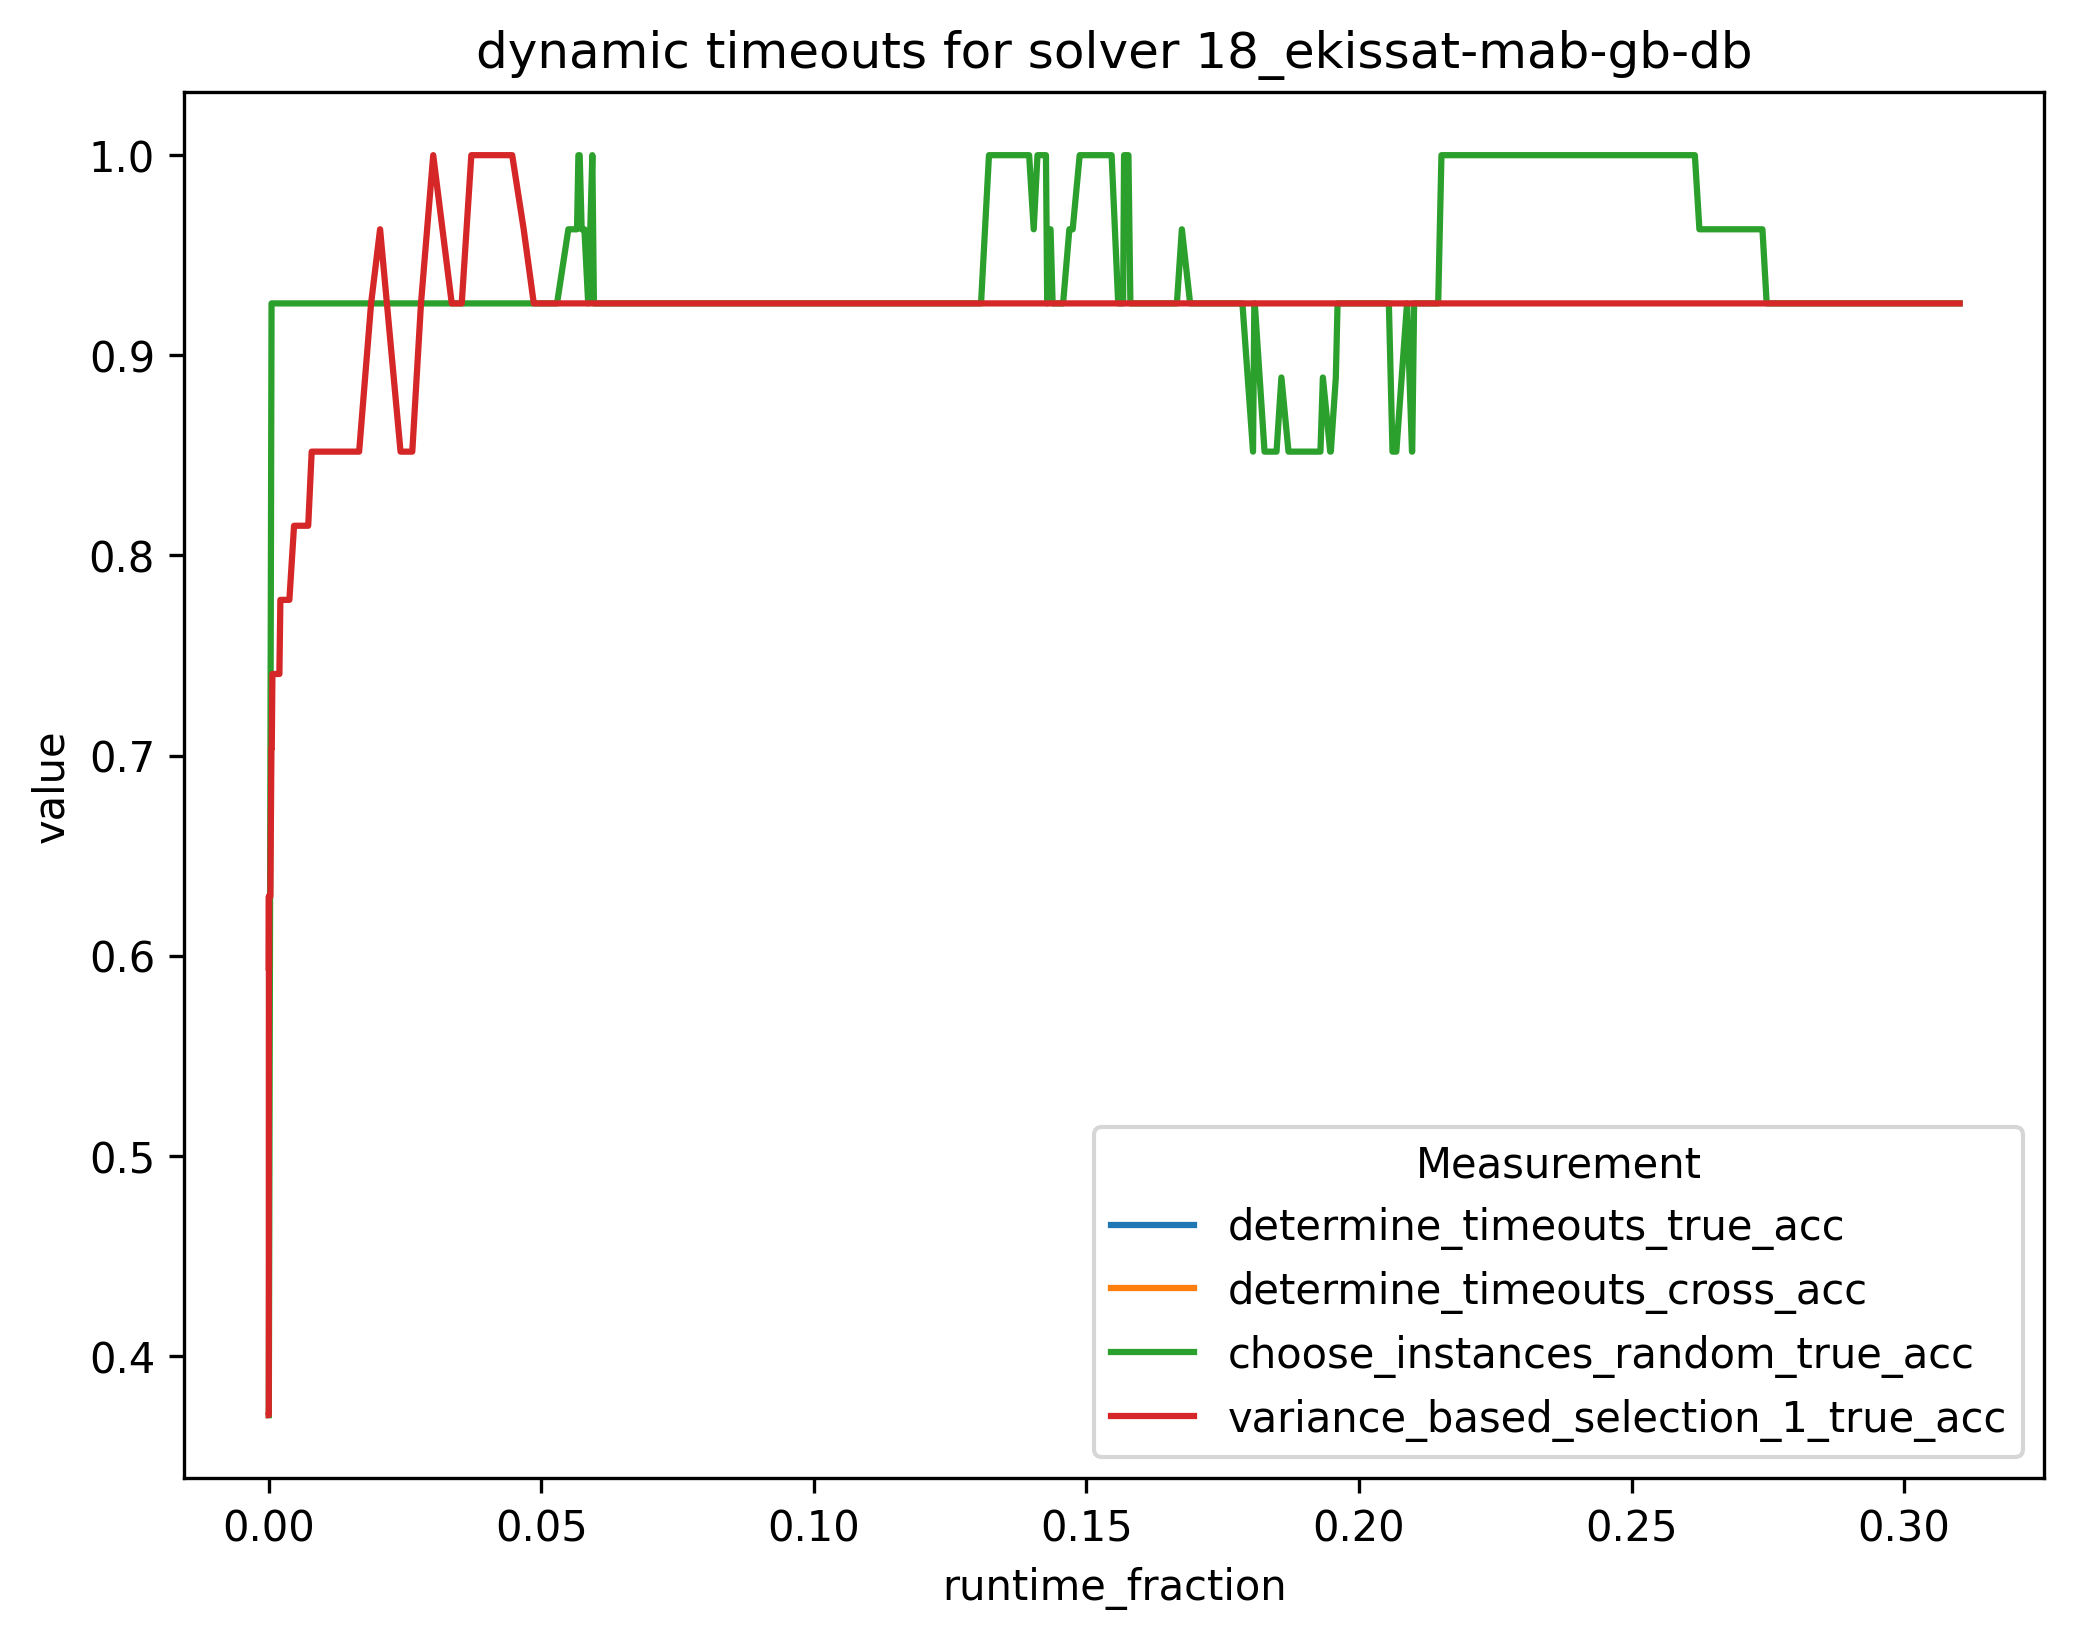 dynamic timeouts for solver 18_ekissat-mab-gb-db
1.0
0.9
0.8
0.7
0.6
0.5
0.4
value
0.00
0.05
0.10
0.15
0.20
0.25
0.30
runtime_fraction
Measurement
determine_timeouts_true_acc
determine_timeouts_cross_acc
choose_instances_random_true_acc
variance_based_selection_1_true_acc